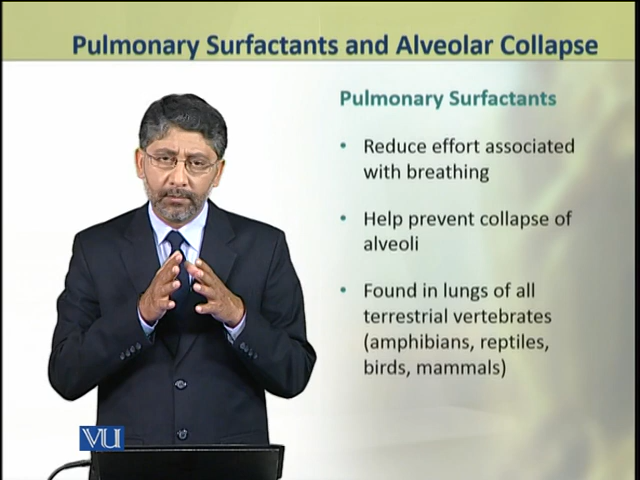 Pulmonary Surfactants and Alveolar Collapse
Pulmonary Surfactants
• Reduce effort associated
with breathing
• Help prevent collapse of
alveoli
• Found in lungs of all
terrestrial vertebrates
(amphibians, reptiles,
birds, mammals)
VU